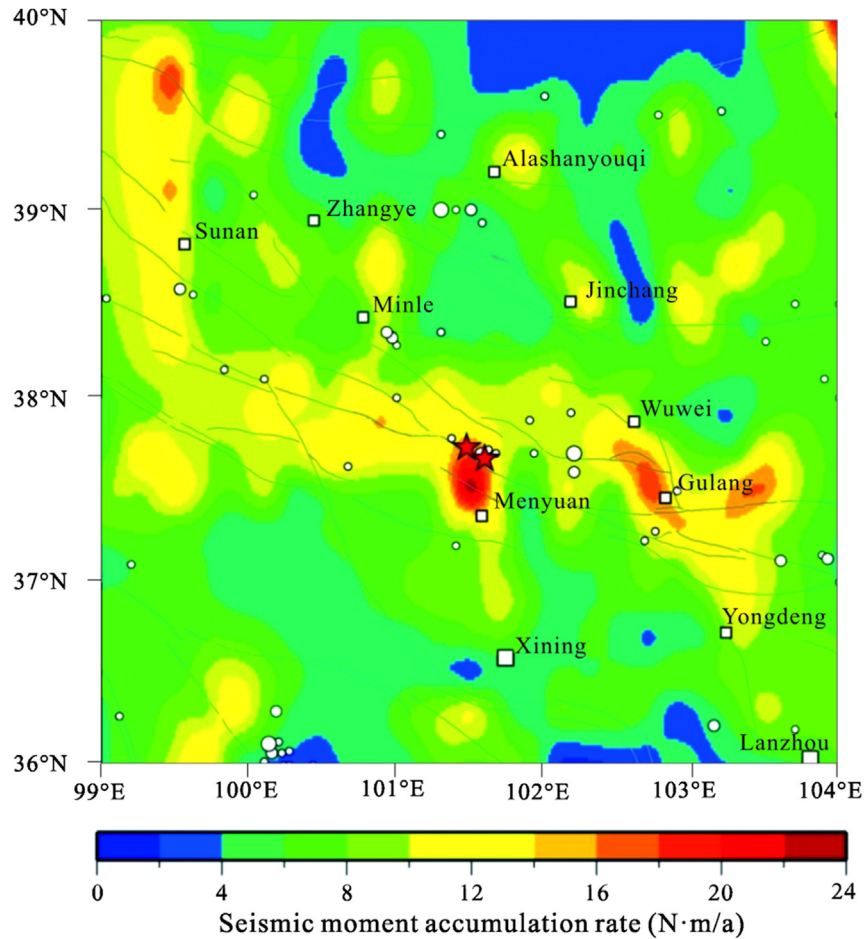 40°N
Alashanyouqi
39°N
Zhangye
Sunan
Jinchang
Minle
38°N
Wuwei
Gulang
Menyuan
37°N
Yongdeng
Xining
Lanzhou
36°N
99°E 100°E 101°E 102°E 103°E 104°E
0 4 8 12 16 20 24
Seismic moment accumulation rate (N·m/a)